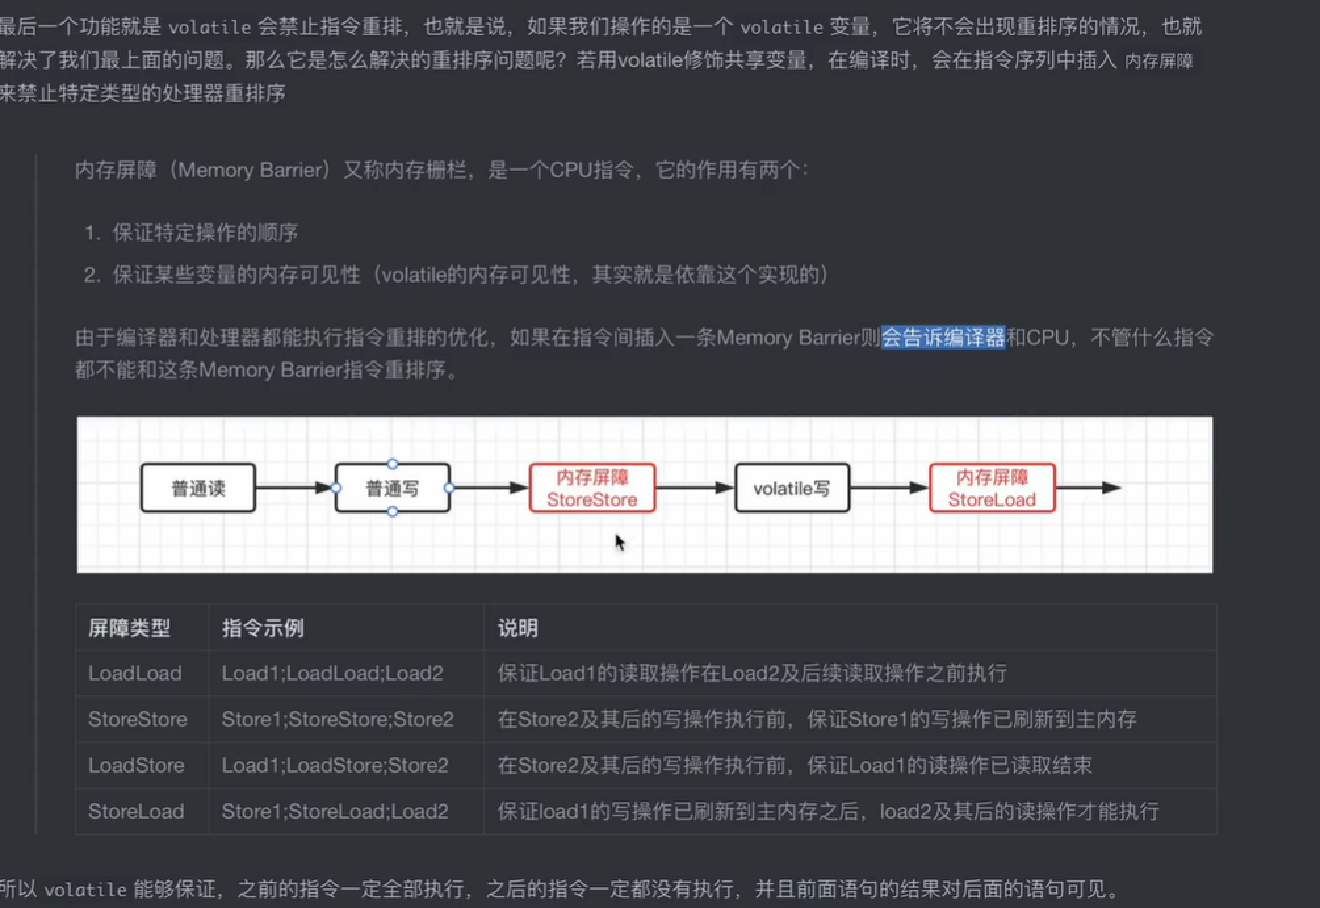 最后一个功能就是 volatile 会禁止指令重排，也就是说，如果我们操作的是一个 volatile 变量，它将不会出现重排序的情况，也就
解决了我们最上面的问题。那么它是怎么解决的重排序问题呢？若用volatile修饰共享变量，在编译时，会在指令序列中插入 内存屏障
来禁止特定类型的处理器重排序
内存屏障（Memory Barrier）又称内存栅栏，是一个CPU指令，它的作用有两个：
1. 保证特定操作的顺序
2. 保证某些变量的内存可见性（volatile的内存可见性，其实就是依靠这个实现的）
由于编译器和处理器都能执行指令重排的优化，如果在指令间插入一条Memory Barrier则会告诉编译器和CPU，不管什么指令
都不能和这条Memory Barrier指令重排序。
普通读 普通写 内存屏障 StoreStore volatile写 内存屏障 StoreLoad
屏障类型 指令示例 说明
LoadLoad Load1;LoadLoad;Load2 保证Load1的读取操作在Load2及后续读取操作之前执行
StoreStore Store1;StoreStore;Store2 在Store2及其后的写操作执行前，保证Store1的写操作已刷新到主内存
LoadStore Load1;LoadStore;Store2 在Store2及其后的写操作执行前，保证Load1的读操作已读取结束
StoreLoad Store1;StoreLoad;Load2 保证load1的写操作已刷新到主内存之后，load2及其后的读操作才能执行
所以 volatile 能够保证，之前的指令一定全部执行，之后的指令一定都没有执行，并且前面语句的结果对后面的语句可见。